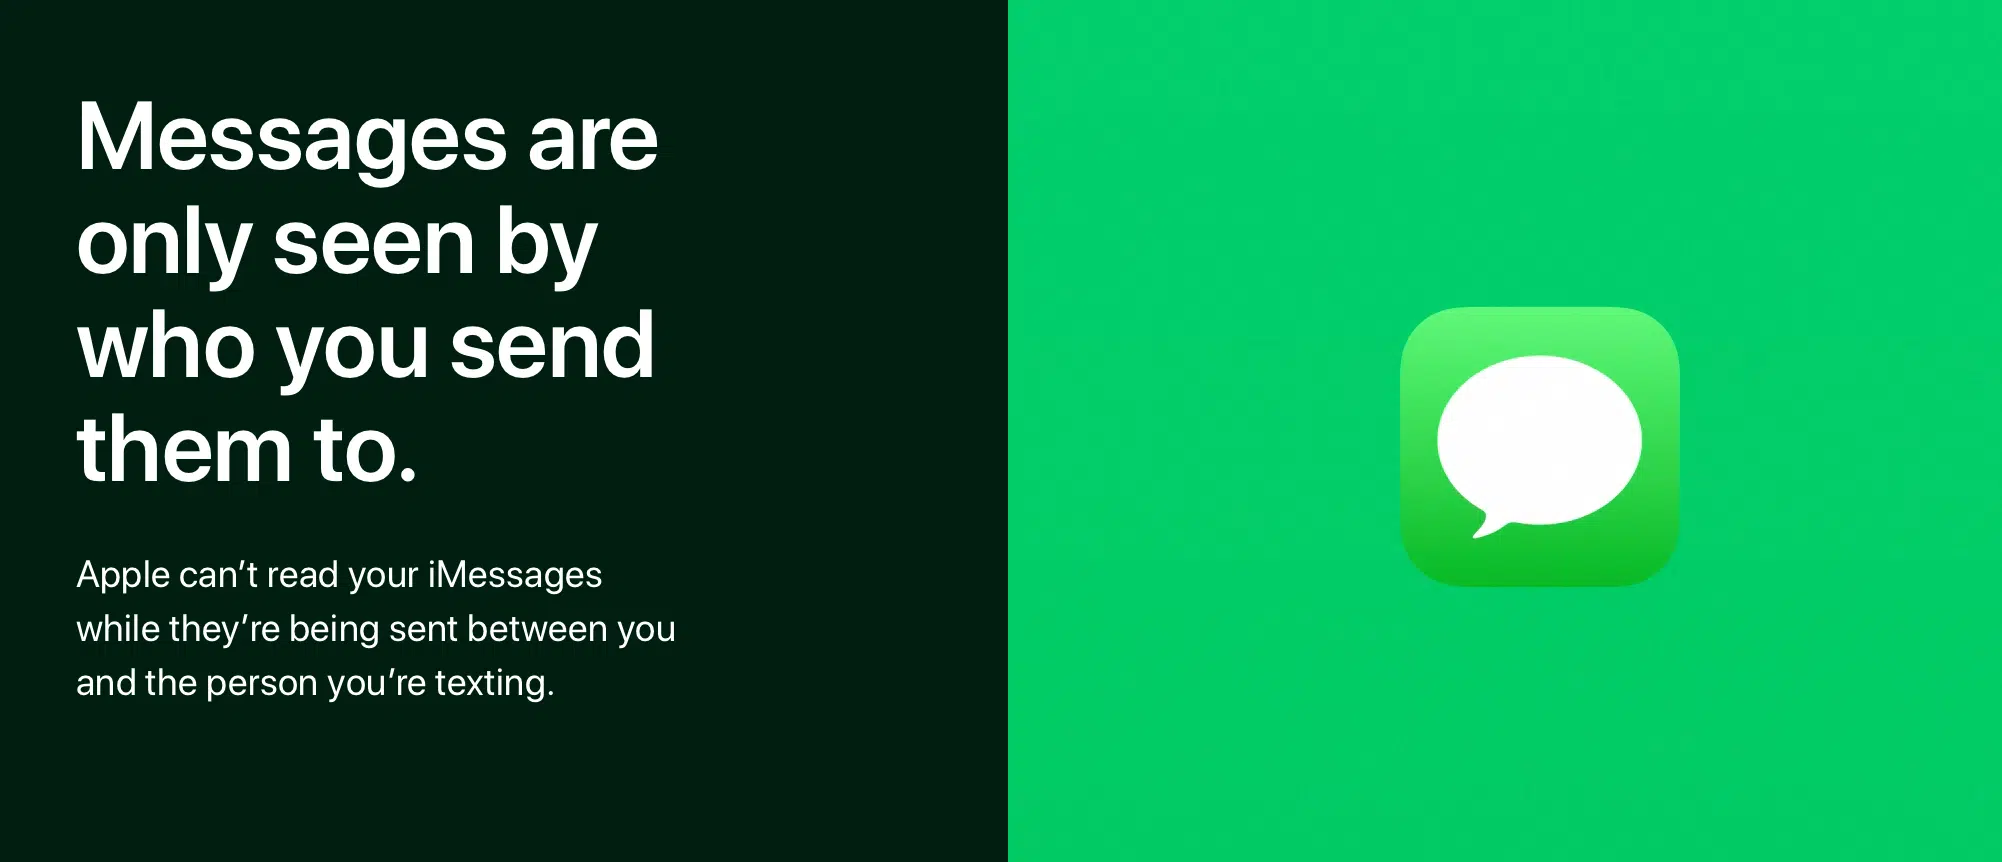 Messages are
only seen by
who you send
them to.
Apple can’t read your iMessages
while they’re being sent between you
and the person you’re texting.